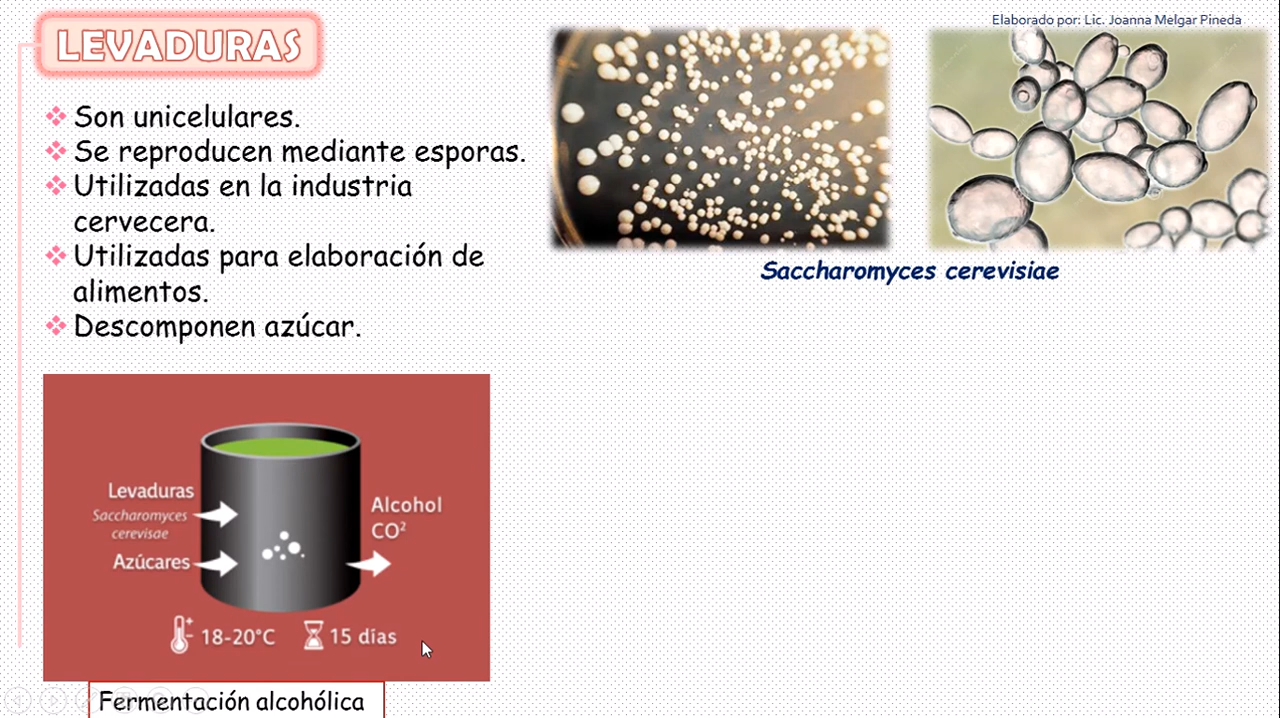 Elaborado por: Lic. Joanna Melgar Pineda
LEVADURAS
Son unicelulares.
Se reproducen mediante esporas.
Utilizadas en la industria
cervecera.
Utilizadas para elaboración de
alimentos.
Descomponen azúcar.
Saccharomyces cerevisiae
Levaduras
Saccharomyces
cerevisae
Azúcares
Alcohol
CO²
18-20°C
15 días
Fermentación alcohólica